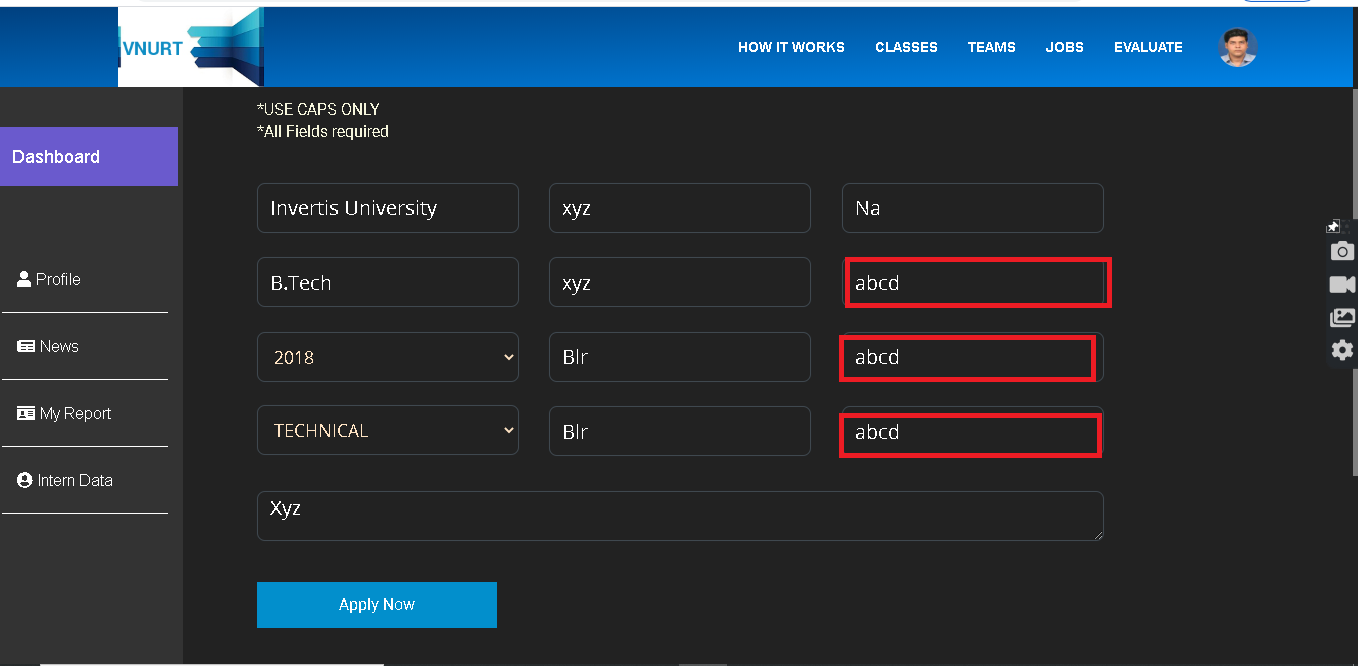 VNURT
HOW IT WORKS CLASSES TEAMS JOBS EVALUATE
Dashboard
Profile
News
My Report
Intern Data
*USE CAPS ONLY
*All Fields required
Invertis University xyz Na
B.Tech xyz abcd
2018 Blr abcd
TECHNICAL Blr abcd
Xyz
Apply Now